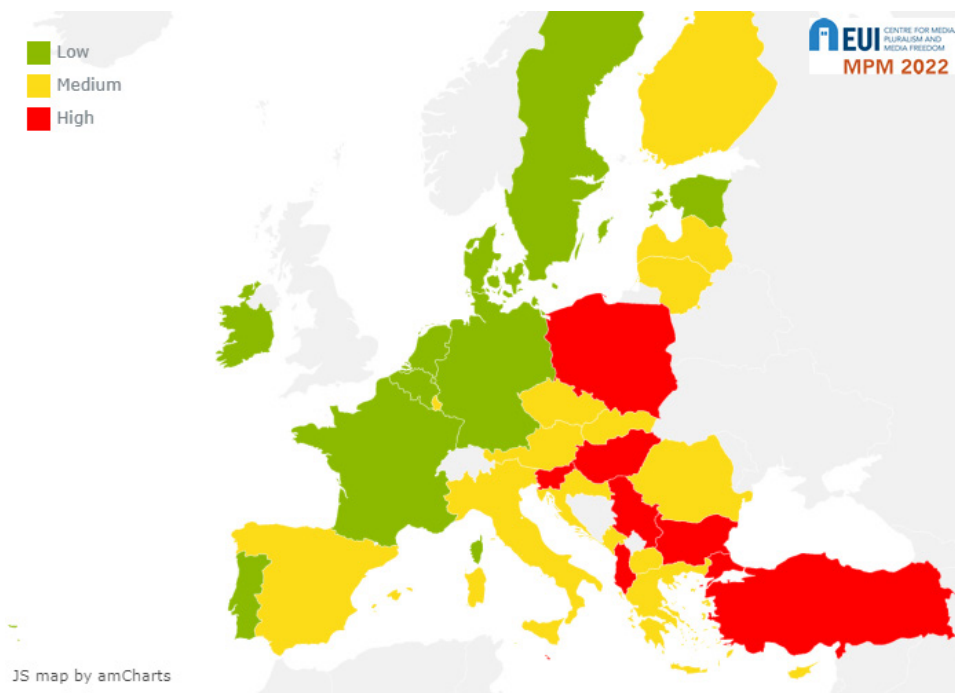 Low
Medium
High
EUI
CENTRE FOR MEDIA
PLURALISM AND
MEDIA FREEDOM
MPM 2022
JS map by amCharts